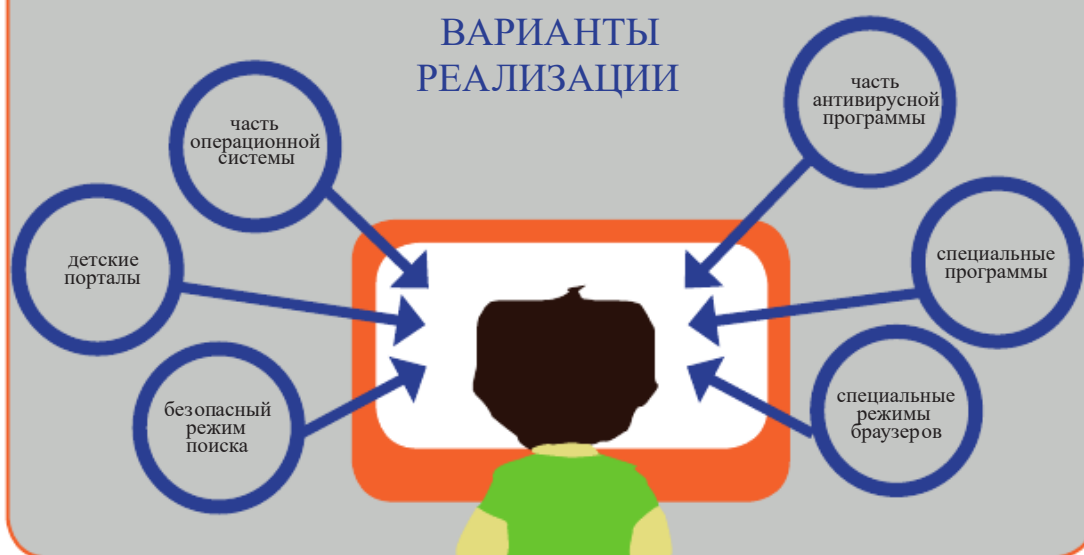 ВАРИАНТЫ
РЕАЛИЗАЦИИ
часть
операционной
системы
часть
антивирусной
программы
детские
порталы
специальные
программы
безопасный
режим
поиска
специальные
режимы
браузеров